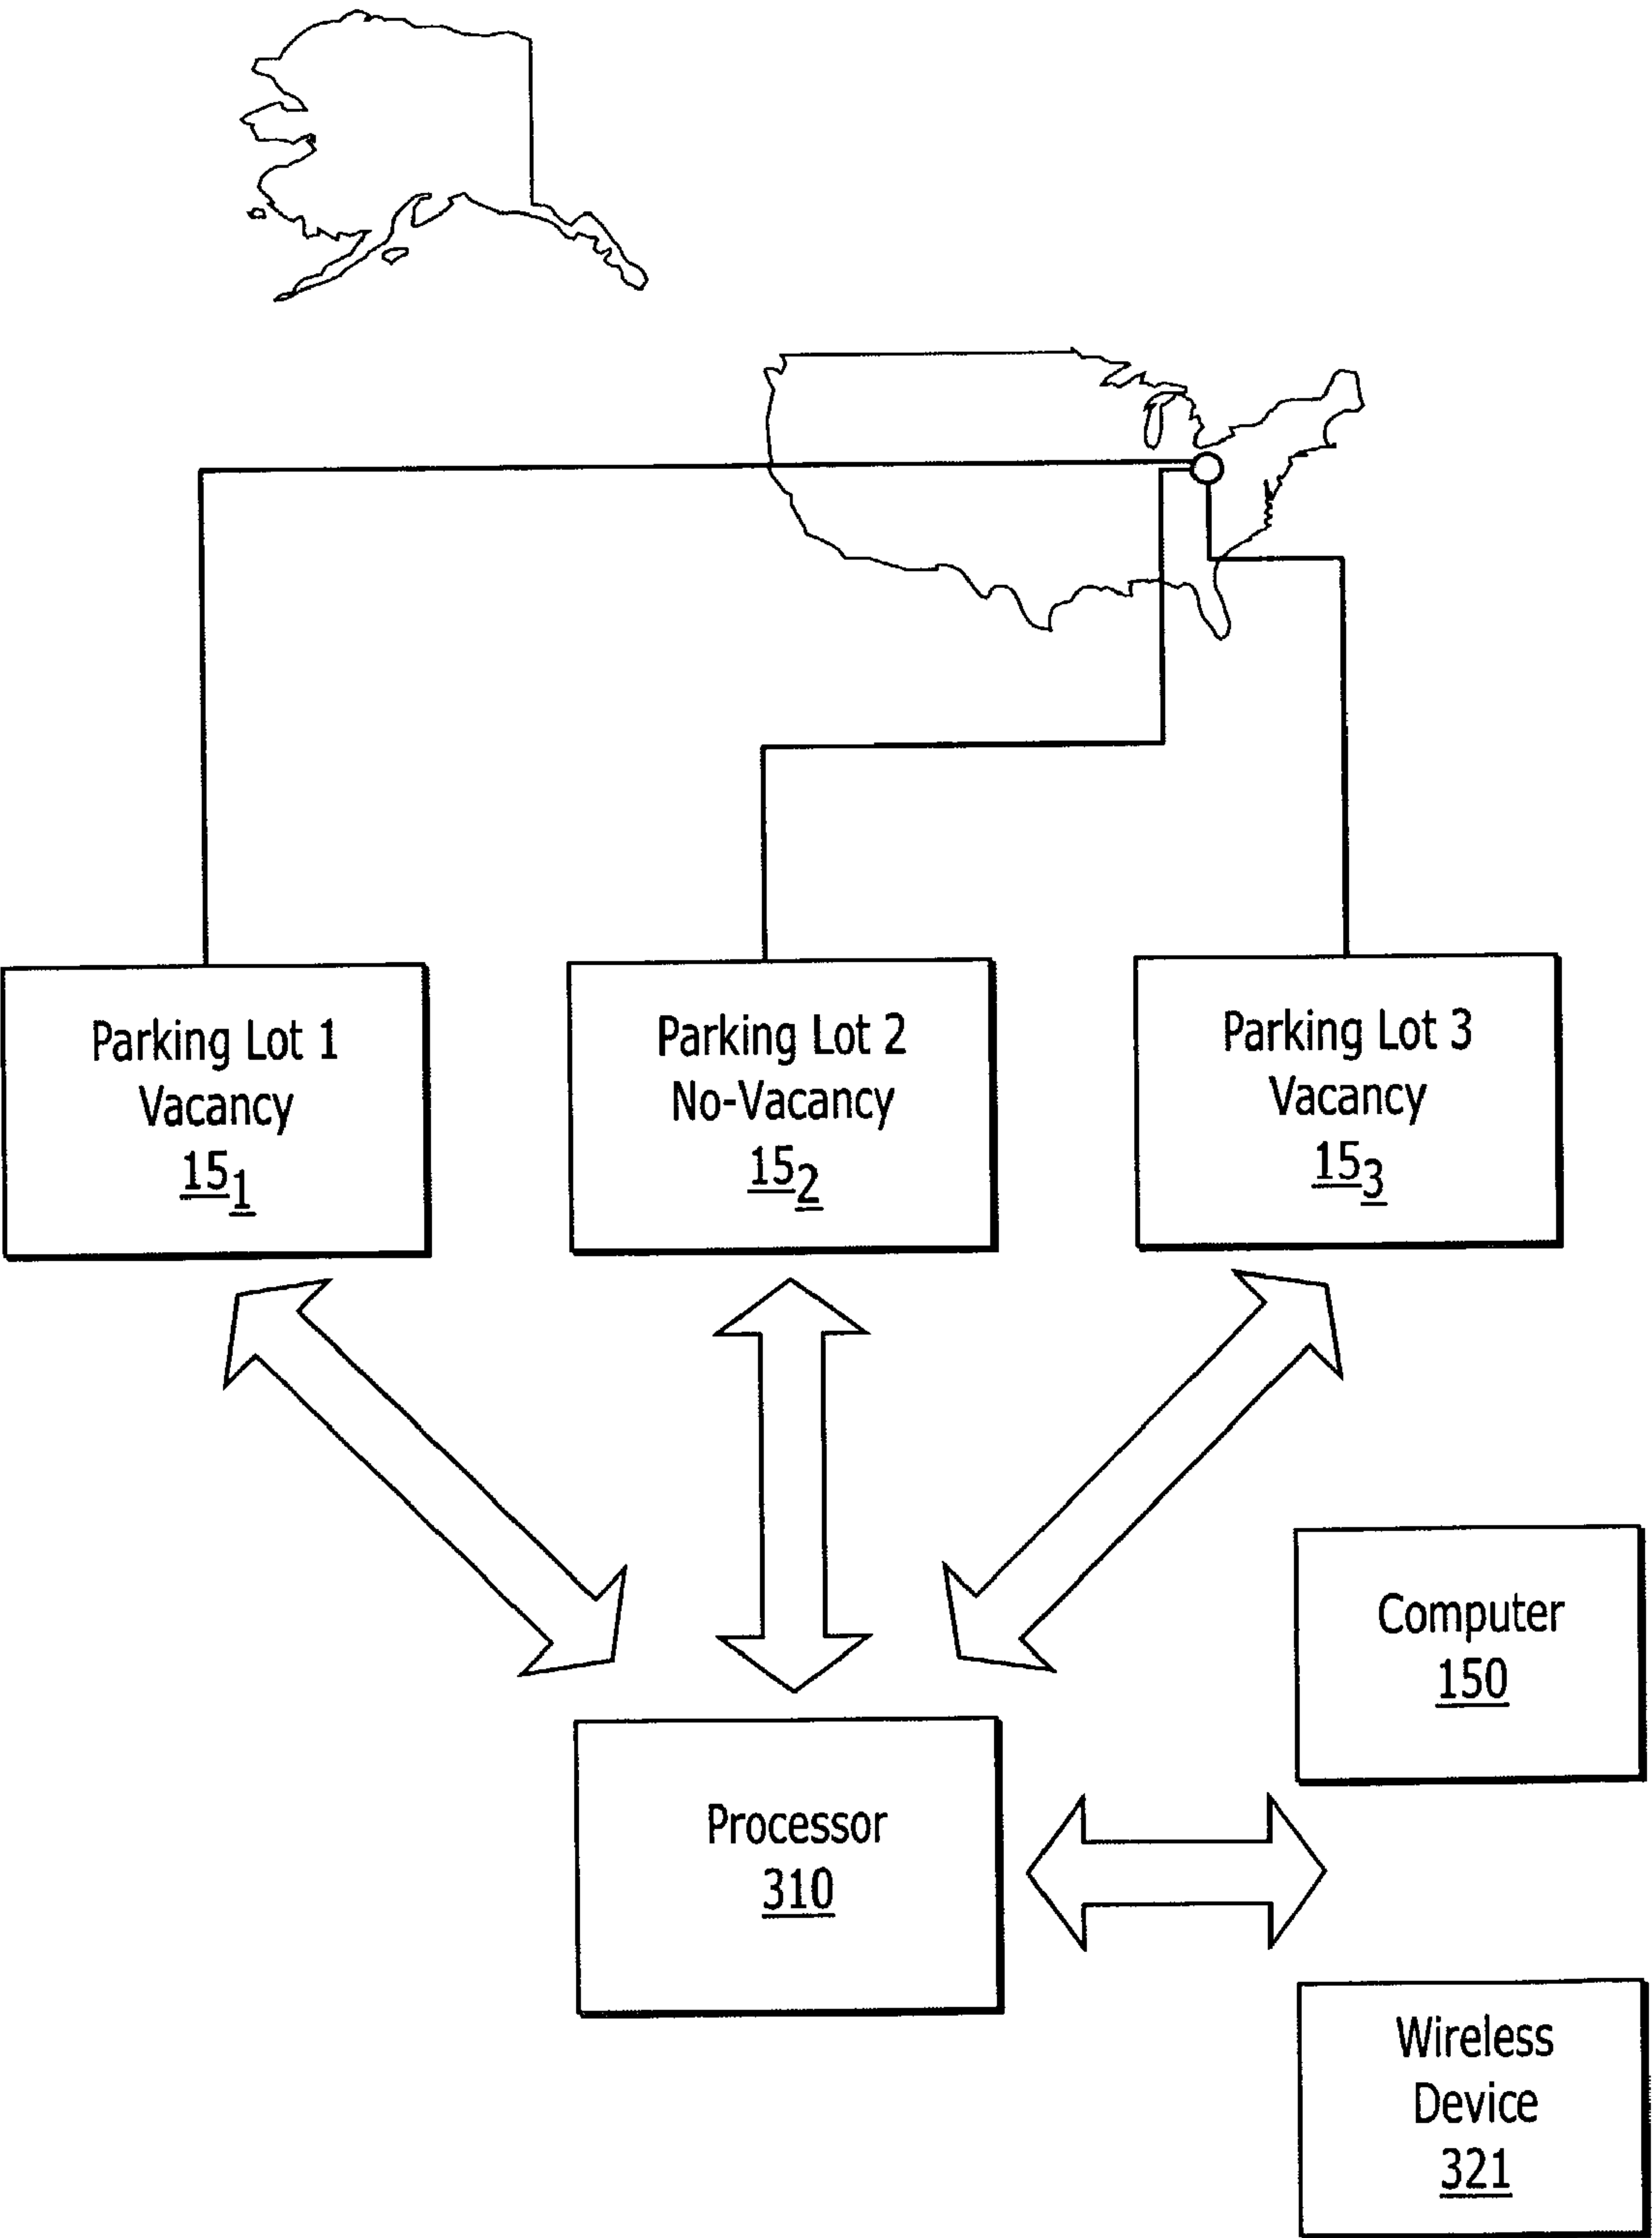 Parking Lot 1
Vacancy
15₁
Parking Lot 2
No-Vacancy
15₂
Parking Lot 3
Vacancy
15₃
Computer
150
Processor
310
Wireless
Device
321